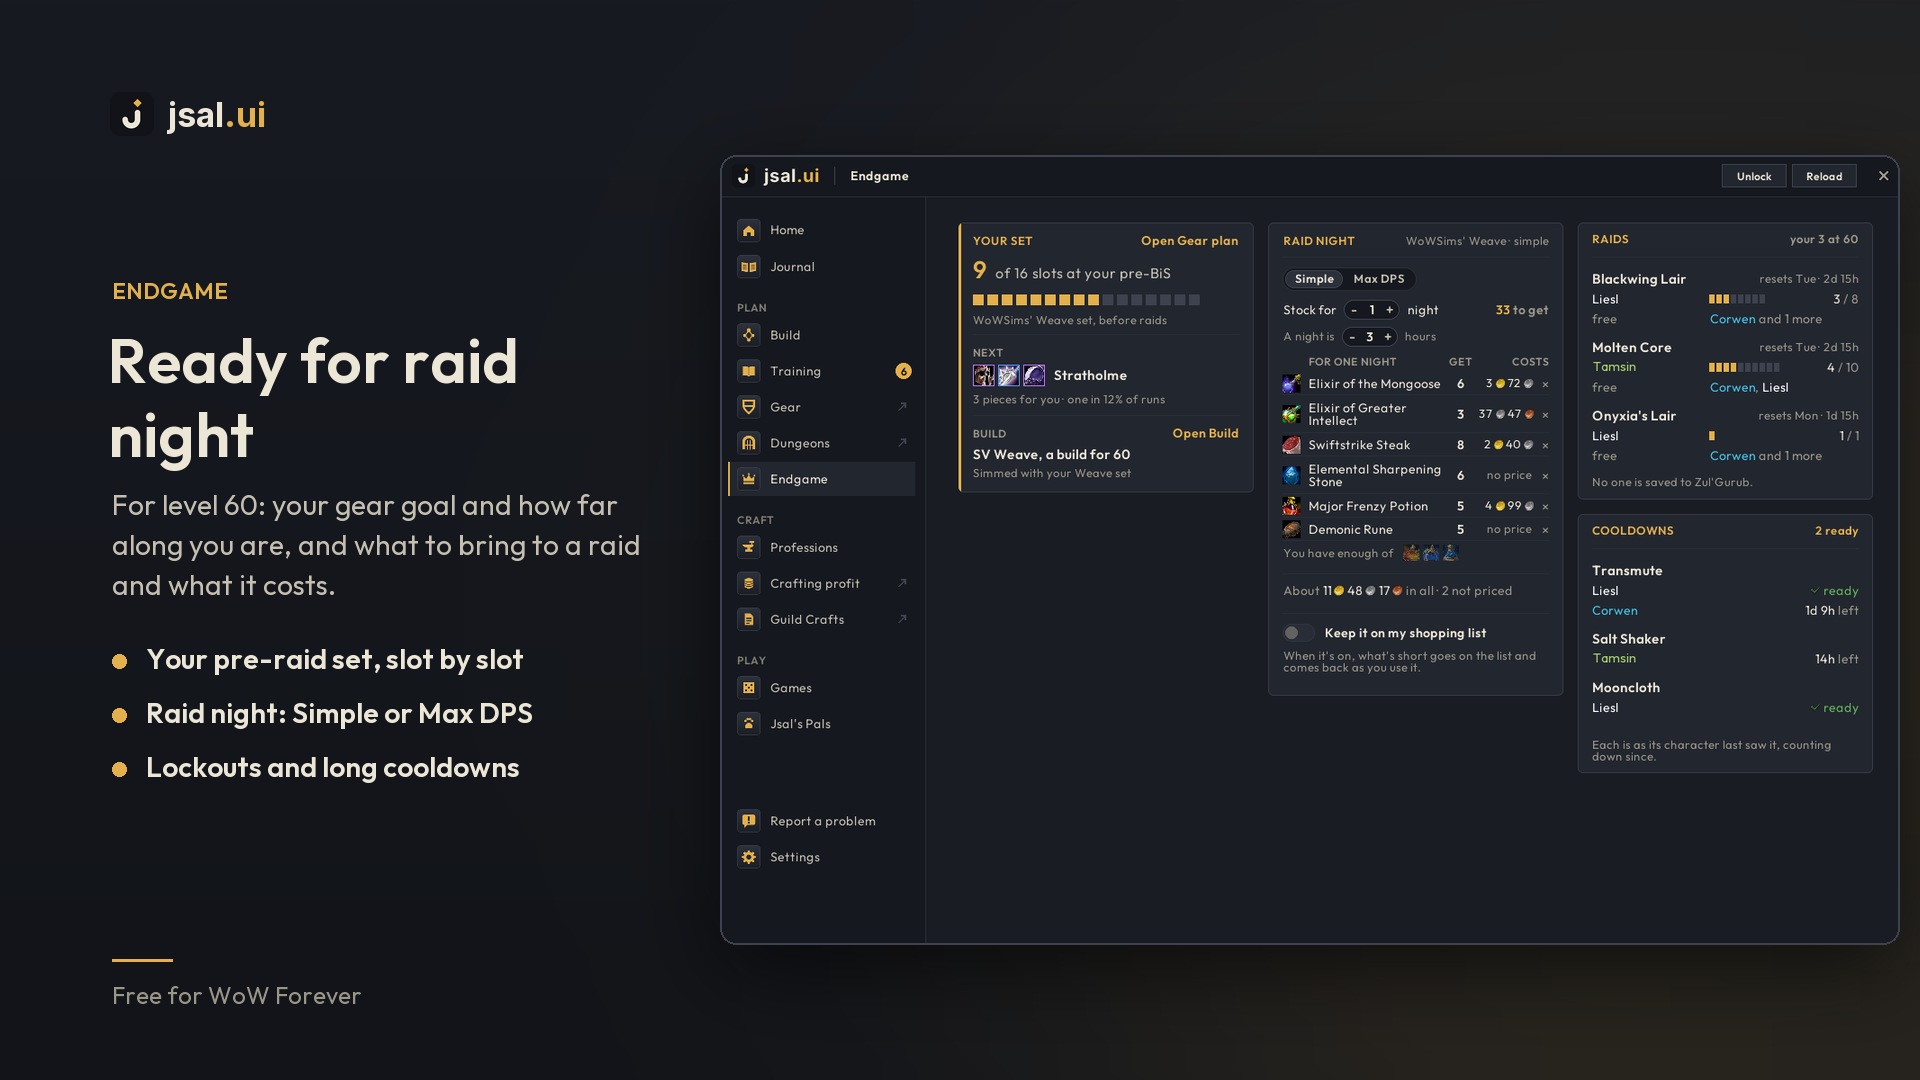 jsal.ui
ENDGAME
Ready for raid
night
For level 60: your gear goal and how far
along you are, and what to bring to a raid
and what it costs.
Your pre-raid set, slot by slot
Raid night: Simple or Max DPS
Lockouts and long cooldowns
Free for WoW Forever
jsal.ui Endgame
Unlock Reload ×
Home
Journal
PLAN
Build
Training 6
Gear
Dungeons
Endgame
CRAFT
Professions
Crafting profit
Guild Crafts
PLAY
Games
Jsal's Pals
Report a problem
Settings
YOUR SET Open Gear plan
9 of 16 slots at your pre-BiS
WoWSims' Weave set, before raids
NEXT
Stratholme
3 pieces for you · one in 12% of runs
BUILD Open Build
SV Weave, a build for 60
Simmed with your Weave set
RAID NIGHT WoWSims' Weave · simple
Simple Max DPS
Stock for - 1 + night 33 to get
A night is - 3 + hours
FOR ONE NIGHT GET COSTS
Elixir of the Mongoose 6 3 72 ×
Elixir of Greater
Intellect 3 37 47 ×
Swiftstrike Steak 8 2 40 ×
Elemental Sharpening
Stone 6 no price ×
Major Frenzy Potion 5 4 99 ×
Demonic Rune 5 no price ×
You have enough of
About 11 48 17 in all · 2 not priced
Keep it on my shopping list
When it's on, what's short goes on the list and
comes back as you use it.
RAIDS your 3 at 60
Blackwing Lair resets Tue · 2d 15h
Liesl 3 / 8
free Corwen and 1 more
Molten Core resets Tue · 2d 15h
Tamsin 4 / 10
free Corwen, Liesl
Onyxia's Lair resets Mon · 1d 15h
Liesl 1 / 1
free Corwen and 1 more
No one is saved to Zul'Gurub.
COOLDOWNS 2 ready
Transmute
Liesl ready
Corwen 1d 9h left
Salt Shaker
Tamsin 14h left
Mooncloth
Liesl ready
Each is as its character last saw it, counting
down since.